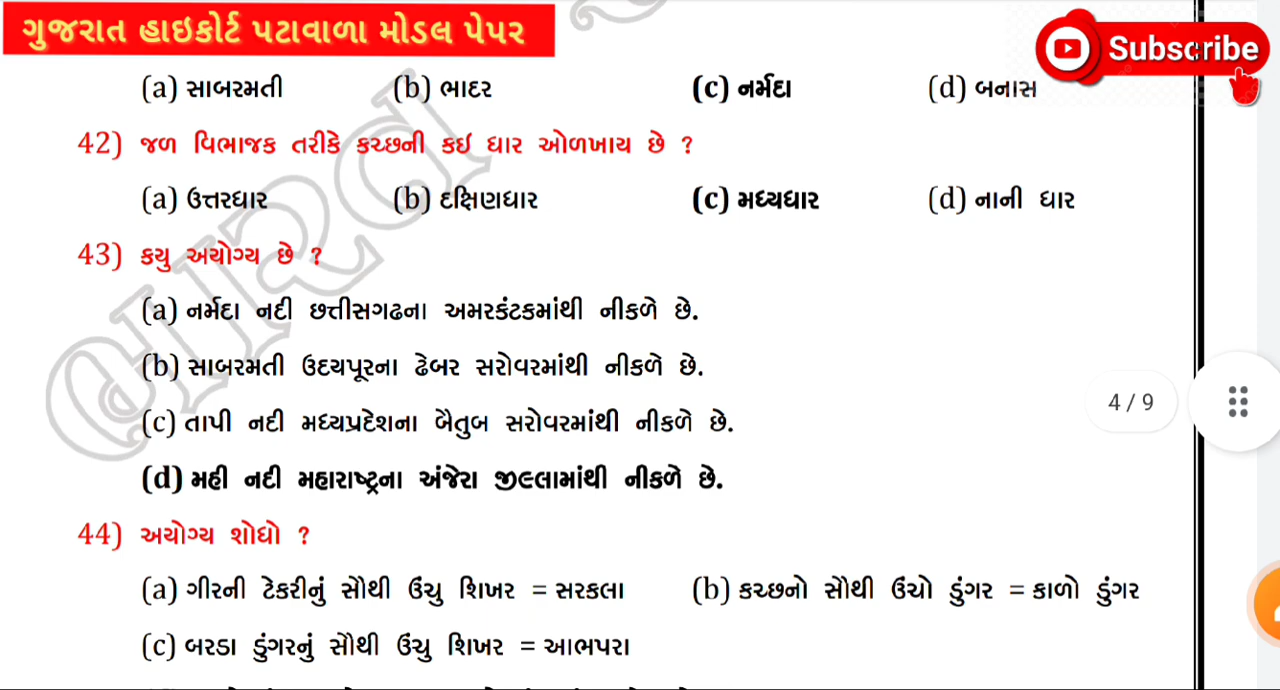 ગુજરાત હાઇકોર્ટ પટાવાળા મોડલ પેપર
Subscribe
(a) સાબરમતી (b) ભાદર (c) નર્મદા (d) બનાસ
42) જળ વિભાજક તરીકે કચ્છની કઈ ધાર ઓળખાય છે ?
(a) ઉત્તરધાર (b) દક્ષિણધાર (c) મધ્યધાર (d) નાની ધાર
43) કયુ અયોગ્ય છે ?
(a) નર્મદા નદી છત્તીસગઢના અમરકંટકમાંથી નીકળે છે.
(b) સાબરમતી ઉદયપૂરના ઢેબર સરોવરમાંથી નીકળે છે.
4 / 9
(c) તાપી નદી મધ્યપ્રદેશના બૈતુબ સરોવરમાંથી નીકળે છે.
(d) મહી નદી મહારાષ્ટ્રના અંજેરા જીલ્લામાંથી નીકળે છે.
44) અયોગ્ય શોધો ?
(a) ગીરની ટેકરીનું સૌથી ઉંચુ શિખર = સરકલા (b) કચ્છનો સૌથી ઉંચો ડુંગર = કાળો ડુંગર
(c) બરડા ડુંગરનું સૌથી ઉંચુ શિખર = આભપરા